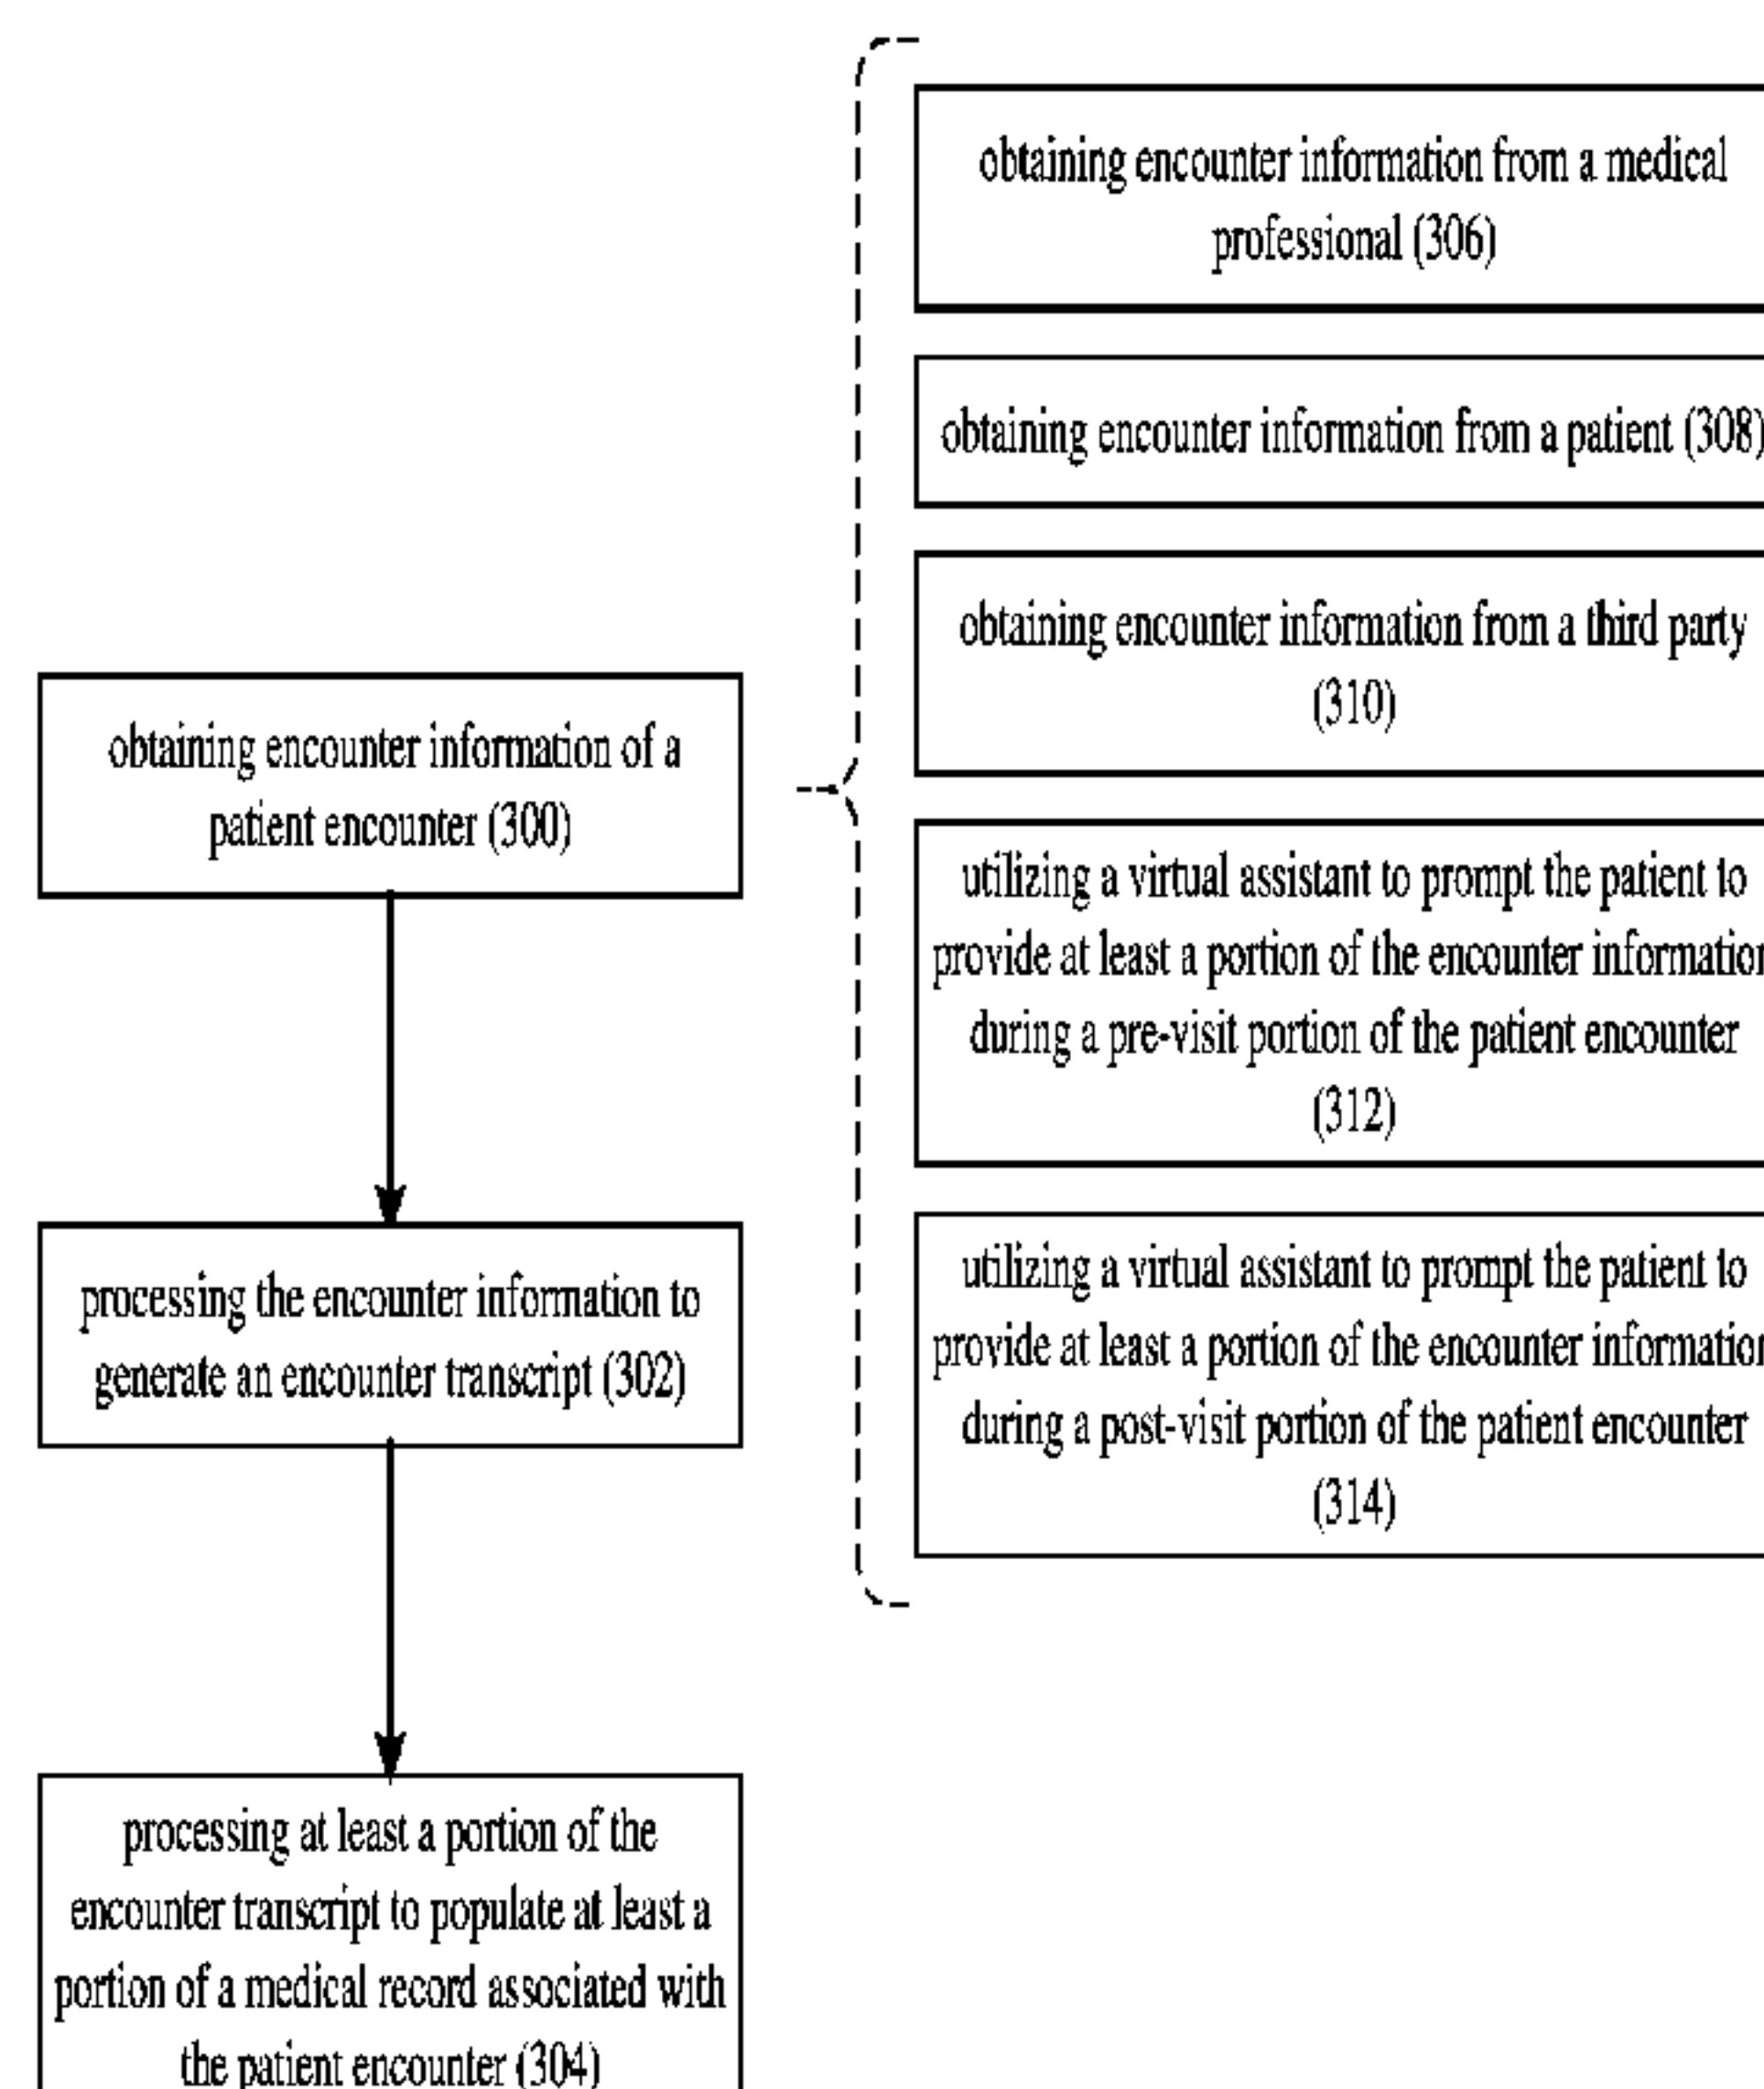 obtaining encounter information of a
patient encounter (300)
processing the encounter information to
generate an encounter transcript (302)
processing at least a portion of the
encounter transcript to populate at least a
portion of a medical record associated with
the patient encounter (304)
obtaining encounter information from a medical
professional (306)
obtaining encounter information from a patient (308)
obtaining encounter information from a third party
(310)
utilizing a virtual assistant to prompt the patient to
provide at least a portion of the encounter information
during a pre-visit portion of the patient encounter
(312)
utilizing a virtual assistant to prompt the patient to
provide at least a portion of the encounter information
during a post-visit portion of the patient encounter
(314)